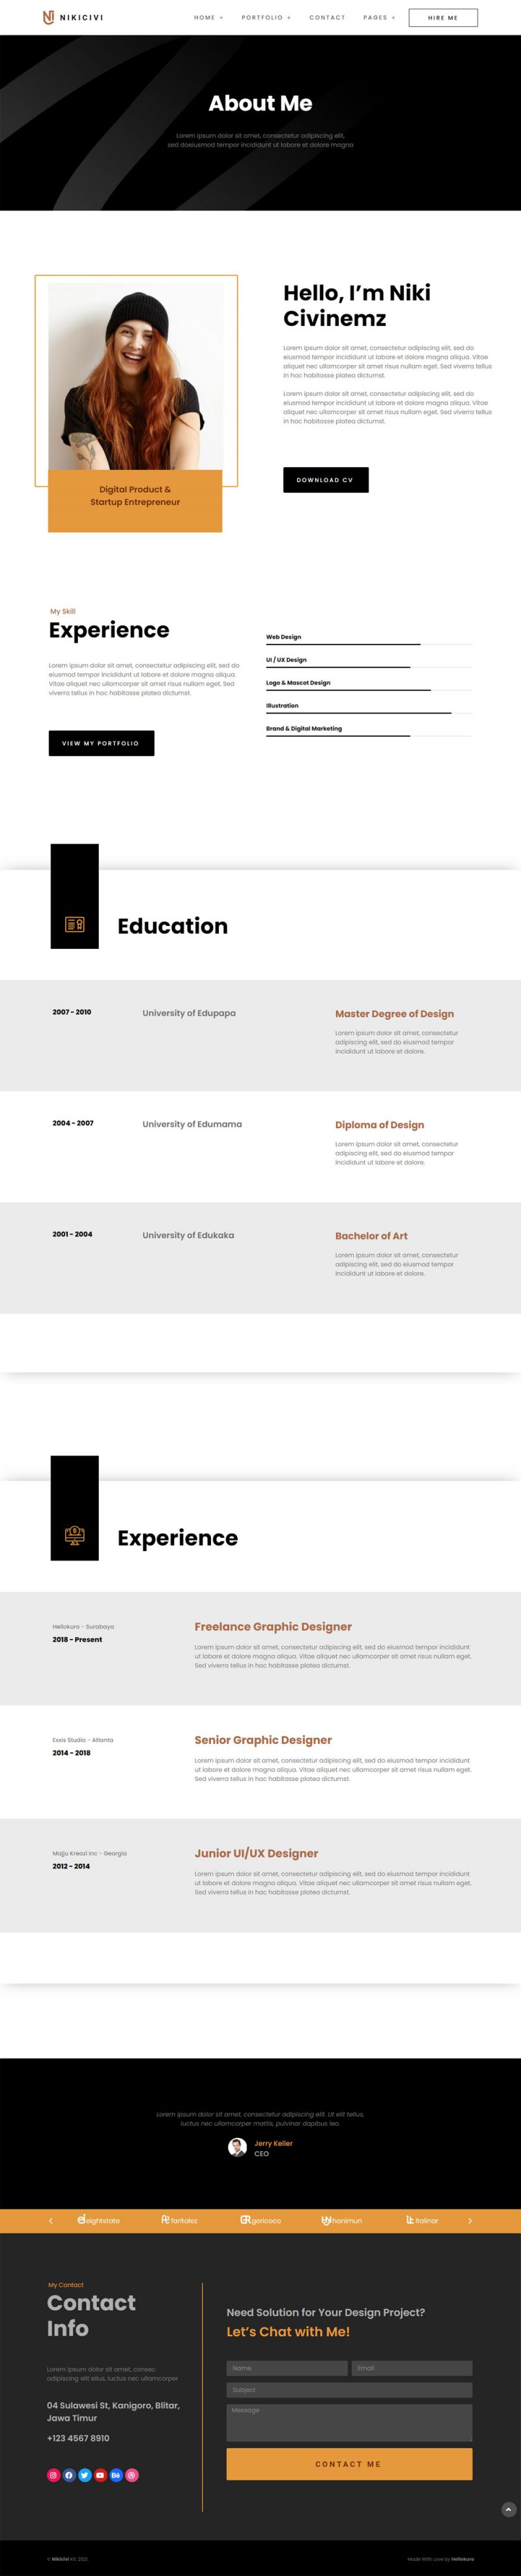 NIKICIVI
HOME +
PORTFOLIO +
CONTACT
PAGES +
HIRE ME
About Me
Lorem ipsum dolor sit amet, consectetur adipiscing elit,
sed doeiusmod tempor incididunt ut labore et dolore magna
Hello, I'm Niki
Civinemz
Lorem ipsum dolor sit amet, consectetur adipiscing elit, sed do
eiusmod tempor incididunt ut labore et dolore magna aliqua. Vitae
aliquet nec ullamcorper sit amet risus nullam eget. Sed viverra tellus
in hac habitasse platea dictumst.
Lorem ipsum dolor sit amet, consectetur adipiscing elit, sed do
eiusmod tempor incididunt ut labore et dolore magna aliqua. Vitae
aliquet nec ullamcorper sit amet risus nullam eget. Sed viverra tellus
in hac habitasse platea dictumst.
DOWNLOAD CV
Digital Product &
Startup Entrepreneur
My Skill
Experience
Lorem ipsum dolor sit amet, consectetur adipiscing elit, sed do
eiusmod tempor incididunt ut labore et dolore magna aliqua.
Vitae aliquet nec ullamcorper sit amet risus nullam eget. Sed
viverra tellus in hac habitasse platea dictumst.
VIEW MY PORTFOLIO
Web Design
UI / UX Design
Logo & Mascot Design
Illustration
Brand & Digital Marketing
Education
2007 - 2010
University of Edupapa
Master Degree of Design
Lorem ipsum dolor sit amet, consectetur
adipiscing elit, sed do eiusmod tempor
incididunt ut labore et dolore.
2004 - 2007
University of Edumama
Diploma of Design
Lorem ipsum dolor sit amet, consectetur
adipiscing elit, sed do eiusmod tempor
incididunt ut labore et dolore.
2001 - 2004
University of Edukaka
Bachelor of Art
Lorem ipsum dolor sit amet, consectetur
adipiscing elit, sed do eiusmod tempor
incididunt ut labore et dolore.
Experience
Hellokuro - Surabaya
2018 - Present
Freelance Graphic Designer
Lorem ipsum dolor sit amet, consectetur adipiscing elit, sed do eiusmod tempor incididunt
ut labore et dolore magna aliqua. Vitae aliquet nec ullamcorper sit amet risus nullam eget.
Sed viverra tellus in hac habitasse platea dictumst.
Exvis Studio - Atlanta
2014 - 2018
Senior Graphic Designer
Lorem ipsum dolor sit amet, consectetur adipiscing elit, sed do eiusmod tempor incididunt
ut labore et dolore magna aliqua. Vitae aliquet nec ullamcorper sit amet risus nullam eget.
Sed viverra tellus in hac habitasse platea dictumst.
Majju Kreazi Inc - Georgia
2012 - 2014
Junior UI/UX Designer
Lorem ipsum dolor sit amet, consectetur adipiscing elit, sed do eiusmod tempor incididunt
ut labore et dolore magna aliqua. Vitae aliquet nec ullamcorper sit amet risus nullam eget.
Sed viverra tellus in hac habitasse platea dictumst.
Lorem ipsum dolor sit amet, consectetur adipiscing elit. Ut elit tellus,
luctus nec ullamcorper mattis, pulvinar dapibus leo.
Jerry Keller
CEO
eightstate
faritaloz
gericoco
hanimun
italinar
My Contact
Contact
Info
Lorem ipsum dolor sit amet, consec
adipiscing elit elius, luctus nec ullamcorper
04 Sulawesi St, Kanigoro, Blitar,
Jawa Timur
+123 4567 8910
Need Solution for Your Design Project?
Let's Chat with Me!
Name
Email
Subject
Message
CONTACT ME
© Nikicivi Kit. 2021.
Made With Love by Hellokuro